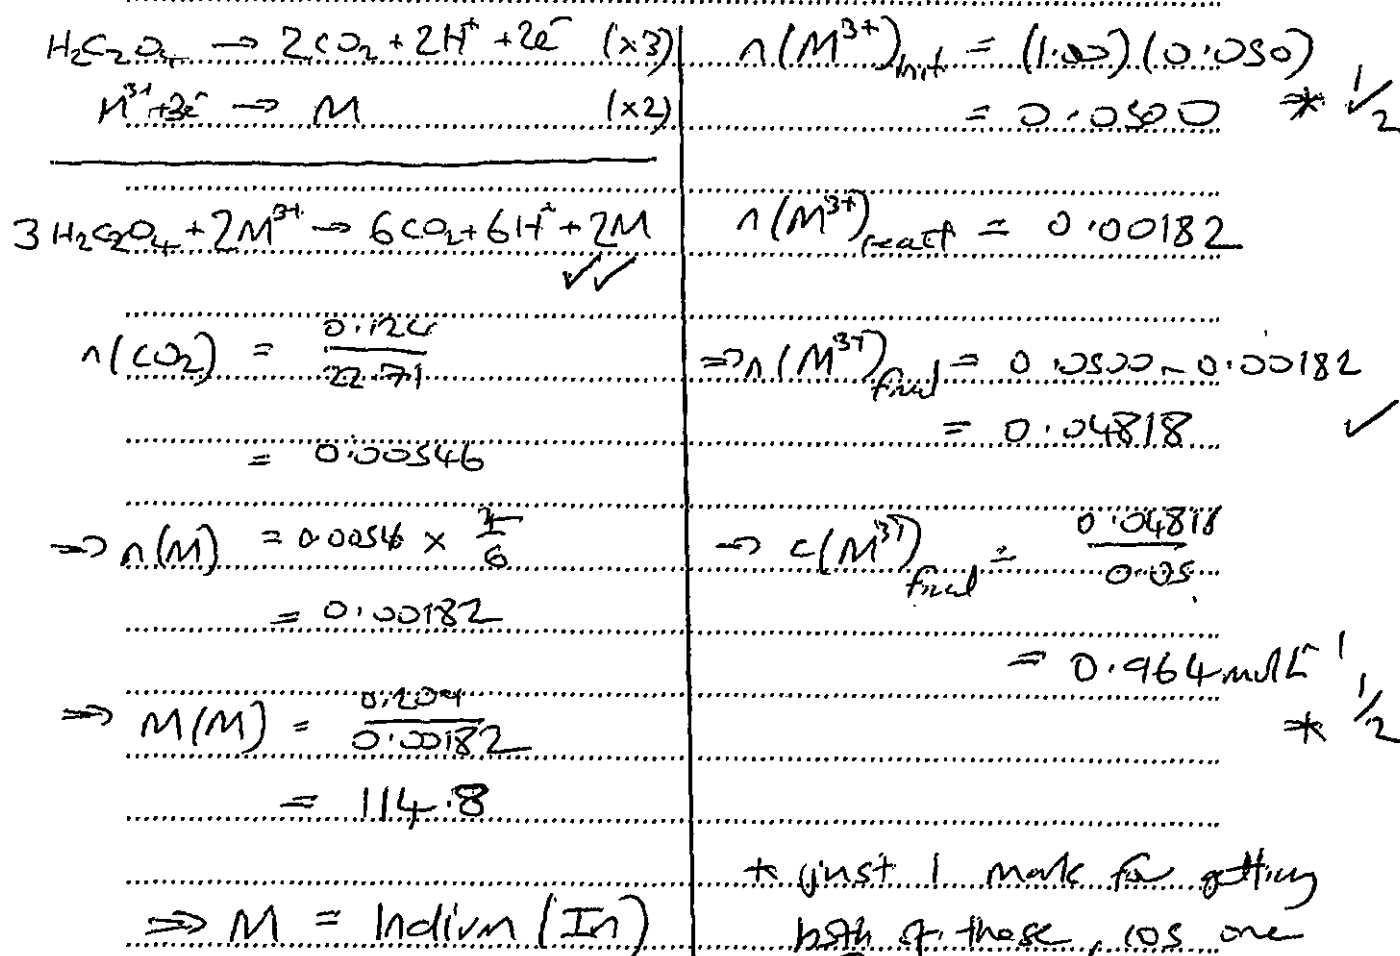 H₂C₂O₄ → 2CO₂ + 2H⁺ + 2e⁻ (×3)
M³⁺ + 3e⁻ → M (×2)
3H₂C₂O₄ + 2M³⁺ → 6CO₂ + 6H⁺ + 2M
✓✓
n(CO₂) = 0.124/22.71
= 0.00546
⇒ n(M) = 0.00546 × 2/6
= 0.00182
⇒ M(M) = 0.209/0.00182
= 114.8
⇒ M = Indium (In)
n(M³⁺)init = (1.00)(0.050)
= 0.0500 * ✓ 1/2
n(M³⁺)react = 0.00182
⇒ n(M³⁺)final = 0.0500 - 0.00182
= 0.04818 ✓
⇒ c(M³⁺)final = 0.04818/0.05
= 0.964 mol L⁻¹
* 1/2
* just 1 mark for getting
both of these, cos one